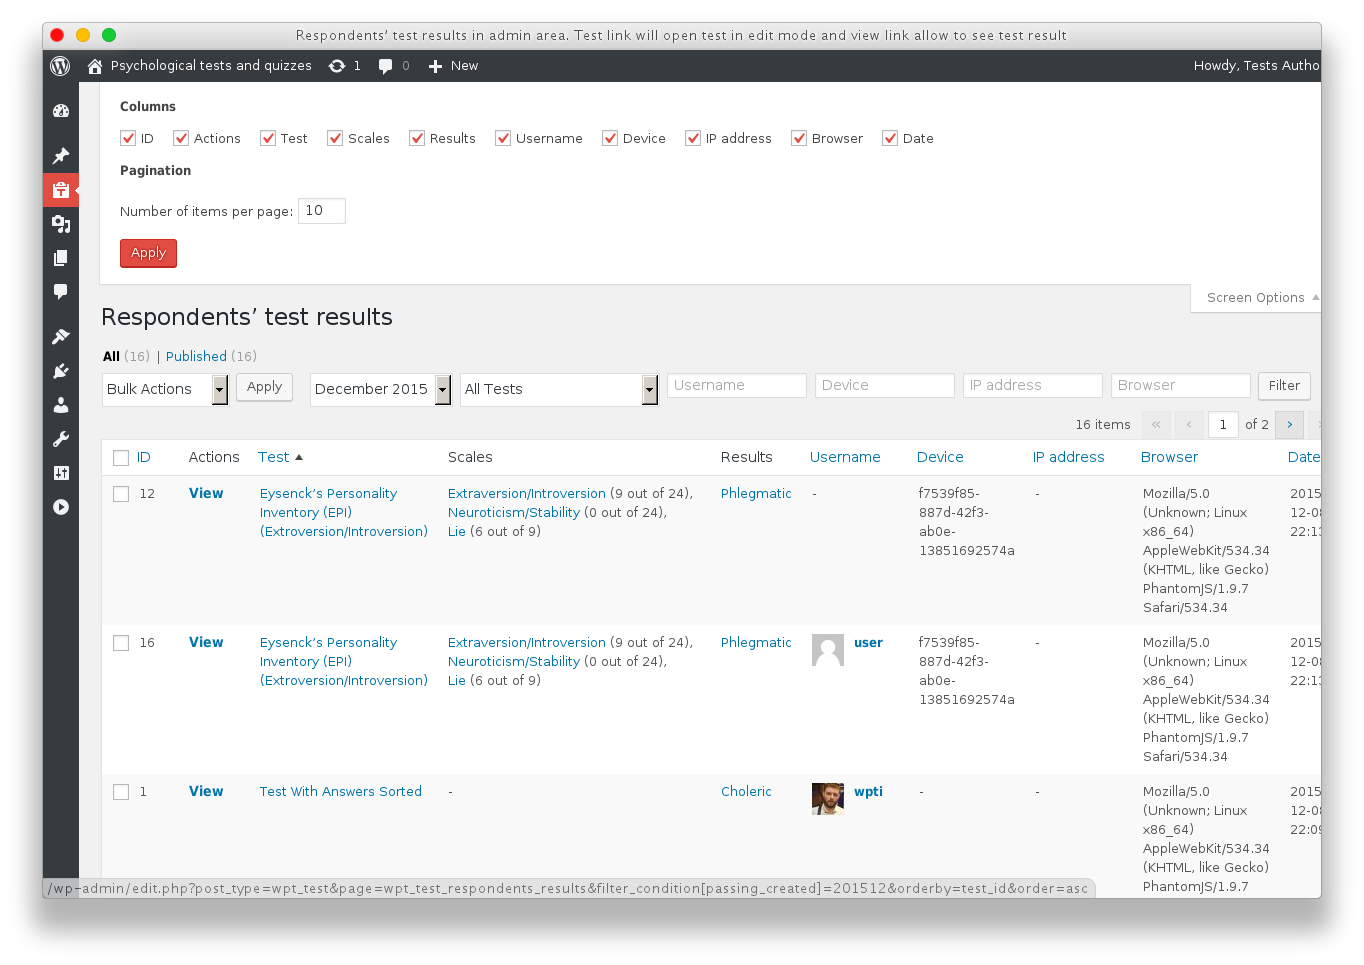 Respondents’ test results in admin area. Test link will open test in edit mode and view link allow to see test result
Psychological tests and quizzes 1 0 New Howdy, Tests Autho
Columns
ID Actions Test Scales Results Username Device IP address Browser Date
Pagination
Number of items per page: 10
Apply
Screen Options
Respondents’ test results
All (16) | Published (16)
Bulk Actions Apply December 2015 All Tests Username Device IP address Browser Filter
16 items « ‹ 1 of 2 › »
ID Actions Test Scales Results Username Device IP address Browser Date
12 View Eysenck’s Personality Extraversion/Introversion (9 out of 24), Phlegmatic - f7539f85- - Mozilla/5.0 2015
Inventory (EPI) Neuroticism/Stability (0 out of 24), 887d-42f3- (Unknown; Linux 12-08
(Extroversion/Introversion) Lie (6 out of 9) ab0e- x86_64) 22:13
13851692574a AppleWebKit/534.34
(KHTML, like Gecko)
PhantomJS/1.9.7
Safari/534.34
16 View Eysenck’s Personality Extraversion/Introversion (9 out of 24), Phlegmatic user f7539f85- - Mozilla/5.0 2015
Inventory (EPI) Neuroticism/Stability (0 out of 24), 887d-42f3- (Unknown; Linux 12-08
(Extroversion/Introversion) Lie (6 out of 9) ab0e- x86_64) 22:13
13851692574a AppleWebKit/534.34
(KHTML, like Gecko)
PhantomJS/1.9.7
Safari/534.34
1 View Test With Answers Sorted - Choleric wpti - - Mozilla/5.0 2015
(Unknown; Linux 12-08
x86_64) 22:09
AppleWebKit/534.34
(KHTML, like Gecko)
PhantomJS/1.9.7
/wp-admin/edit.php?post_type=wpt_test&page=wpt_test_respondents_results&filter_condition[passing_created]=201512&orderby=test_id&order=asc